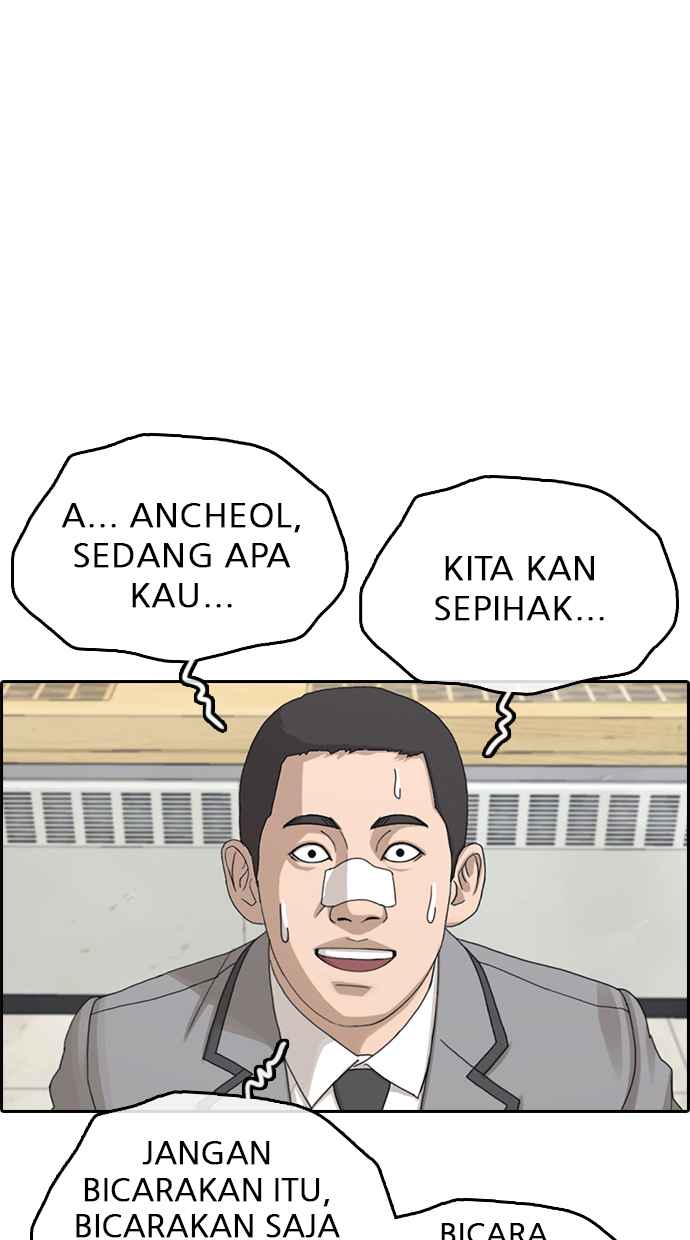 A... ANCHEOL,
SEDANG APA
KAU...
KITA KAN
SEPIHAK...
JANGAN
BICARAKAN ITU,
BICARAKAN SAJA
BICARA